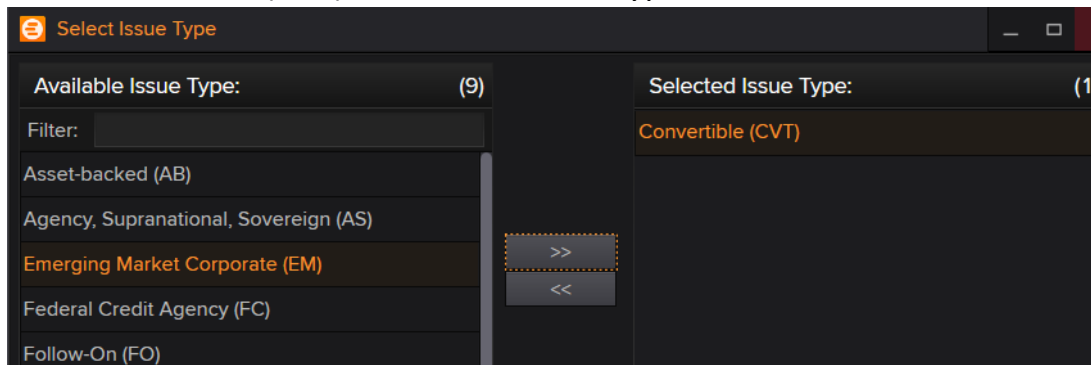 Select Issue Type
Available Issue Type: (9)
Filter:
Asset-backed (AB)
Agency, Supranational, Sovereign (AS)
Emerging Market Corporate (EM)
Federal Credit Agency (FC)
Follow-On (FO)
>>
<<
Selected Issue Type: (1
Convertible (CVT)